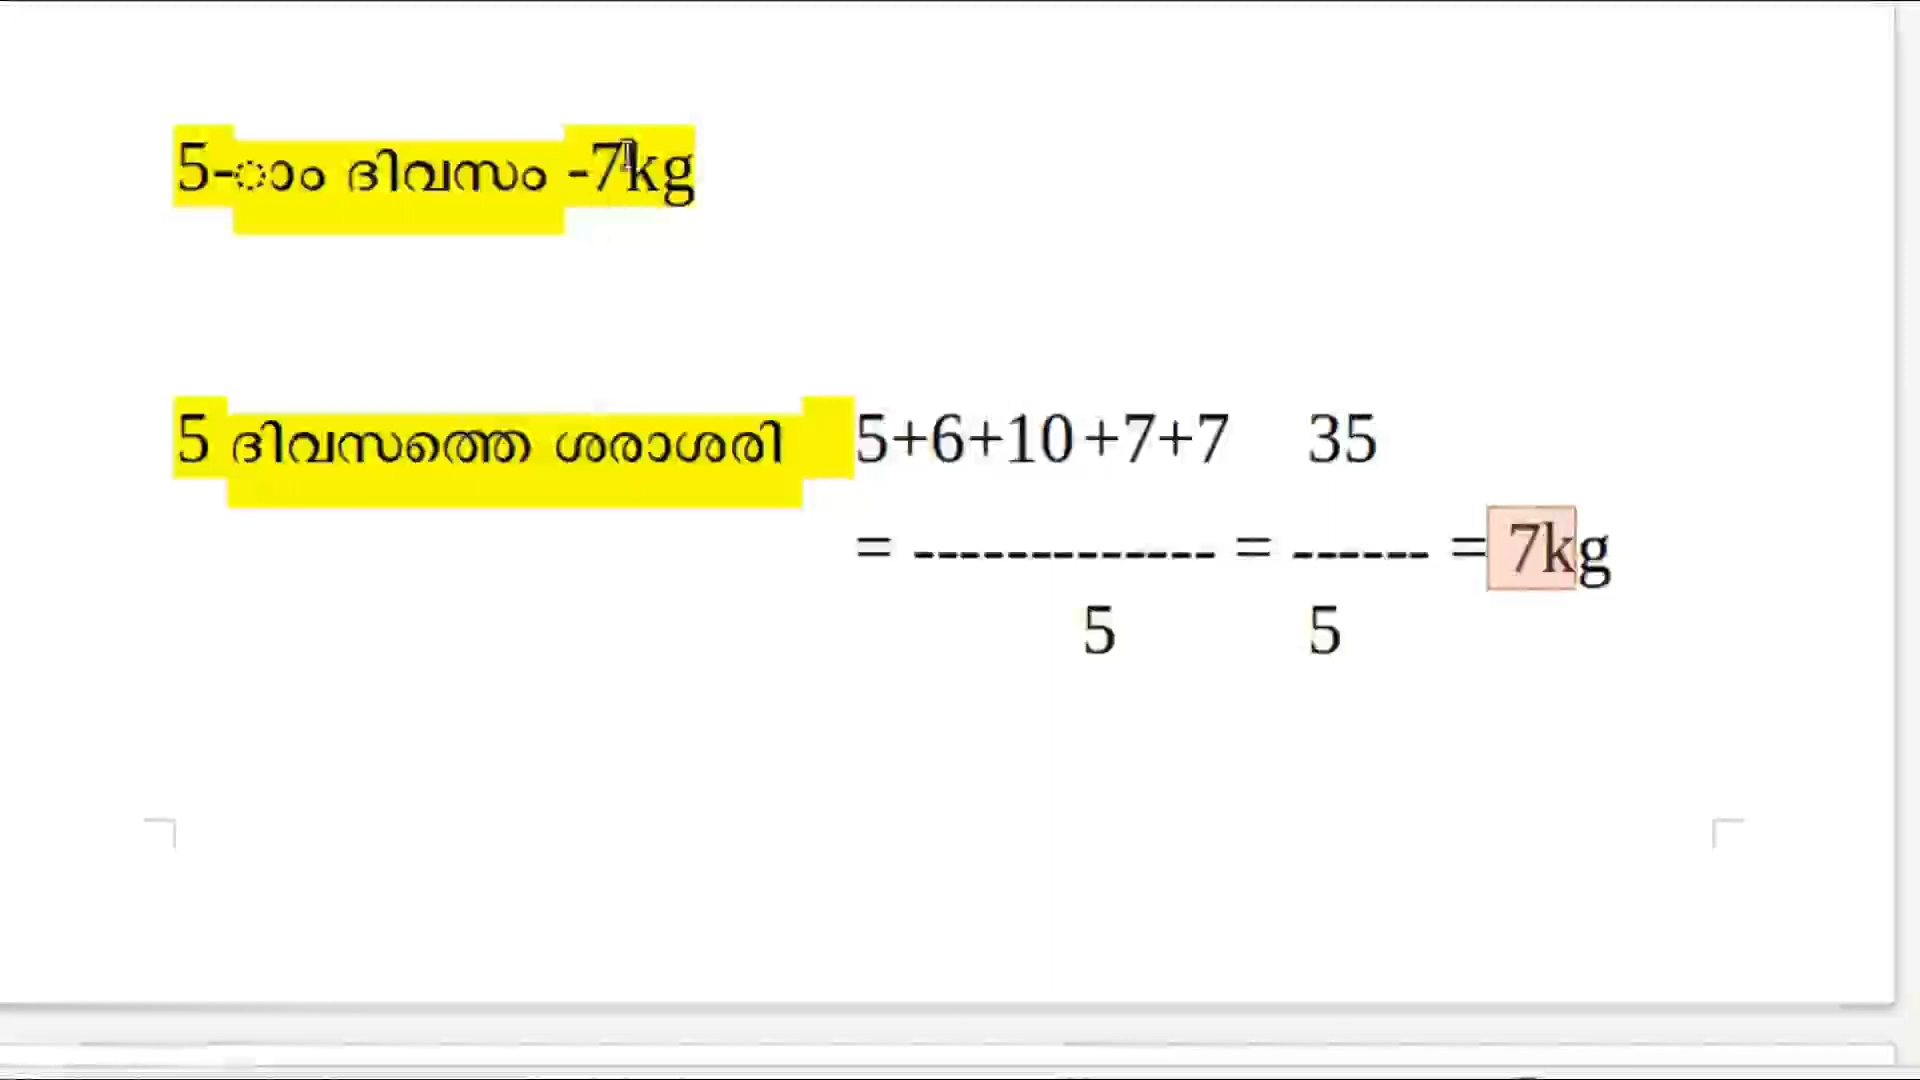 5-ാം ദിവസം -7kg
5 ദിവസത്തെ ശരാശരി 5+6+10+7+7 35
= ------------- = ------ = 7kg
5 5